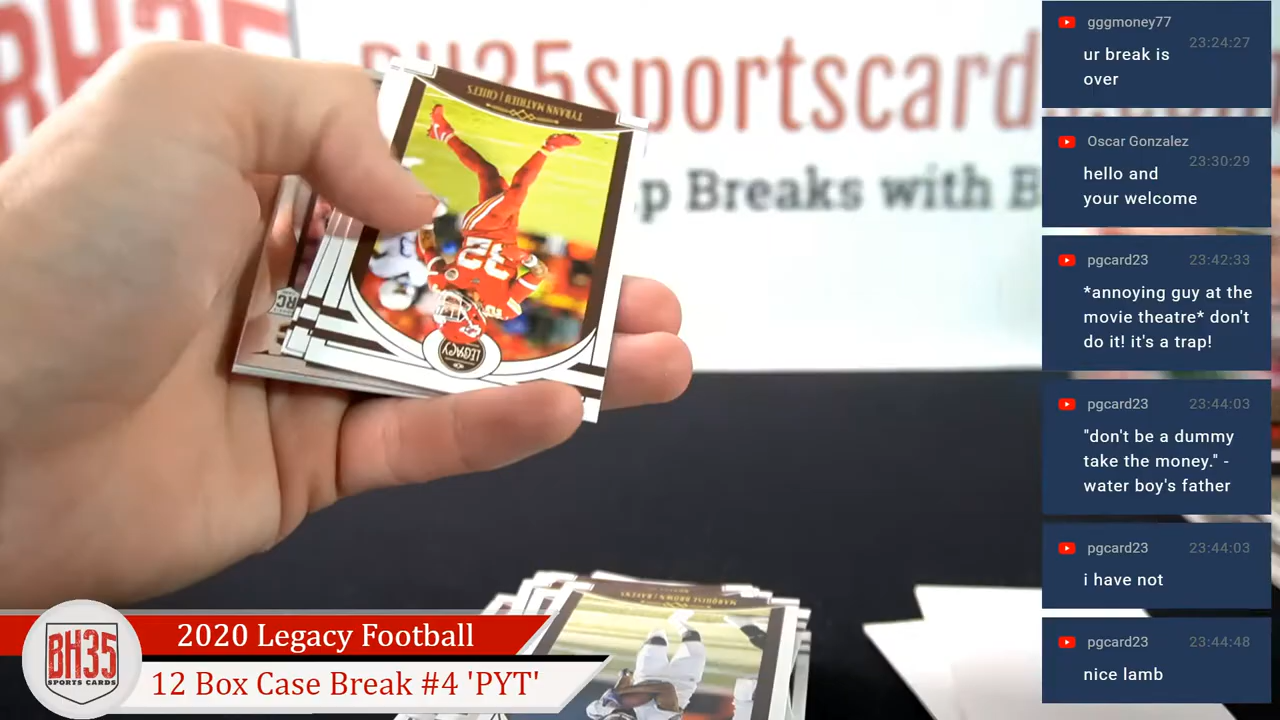 BH35
BH35sportscard
p Breaks with B
TYRANN MATHIEU | CHIEFS
32
LEGACY
RC
MARQUISE BROWN | RAVENS
BH35
SPORTS CARDS
2020 Legacy Football
12 Box Case Break #4 'PYT'
gggmoney77
23:24:27
ur break is
over
Oscar Gonzalez
23:30:29
hello and
your welcome
pgcard23 23:42:33
*annoying guy at the
movie theatre* don't
do it! it's a trap!
pgcard23 23:44:03
"don't be a dummy
take the money." -
water boy's father
pgcard23 23:44:03
i have not
pgcard23 23:44:48
nice lamb